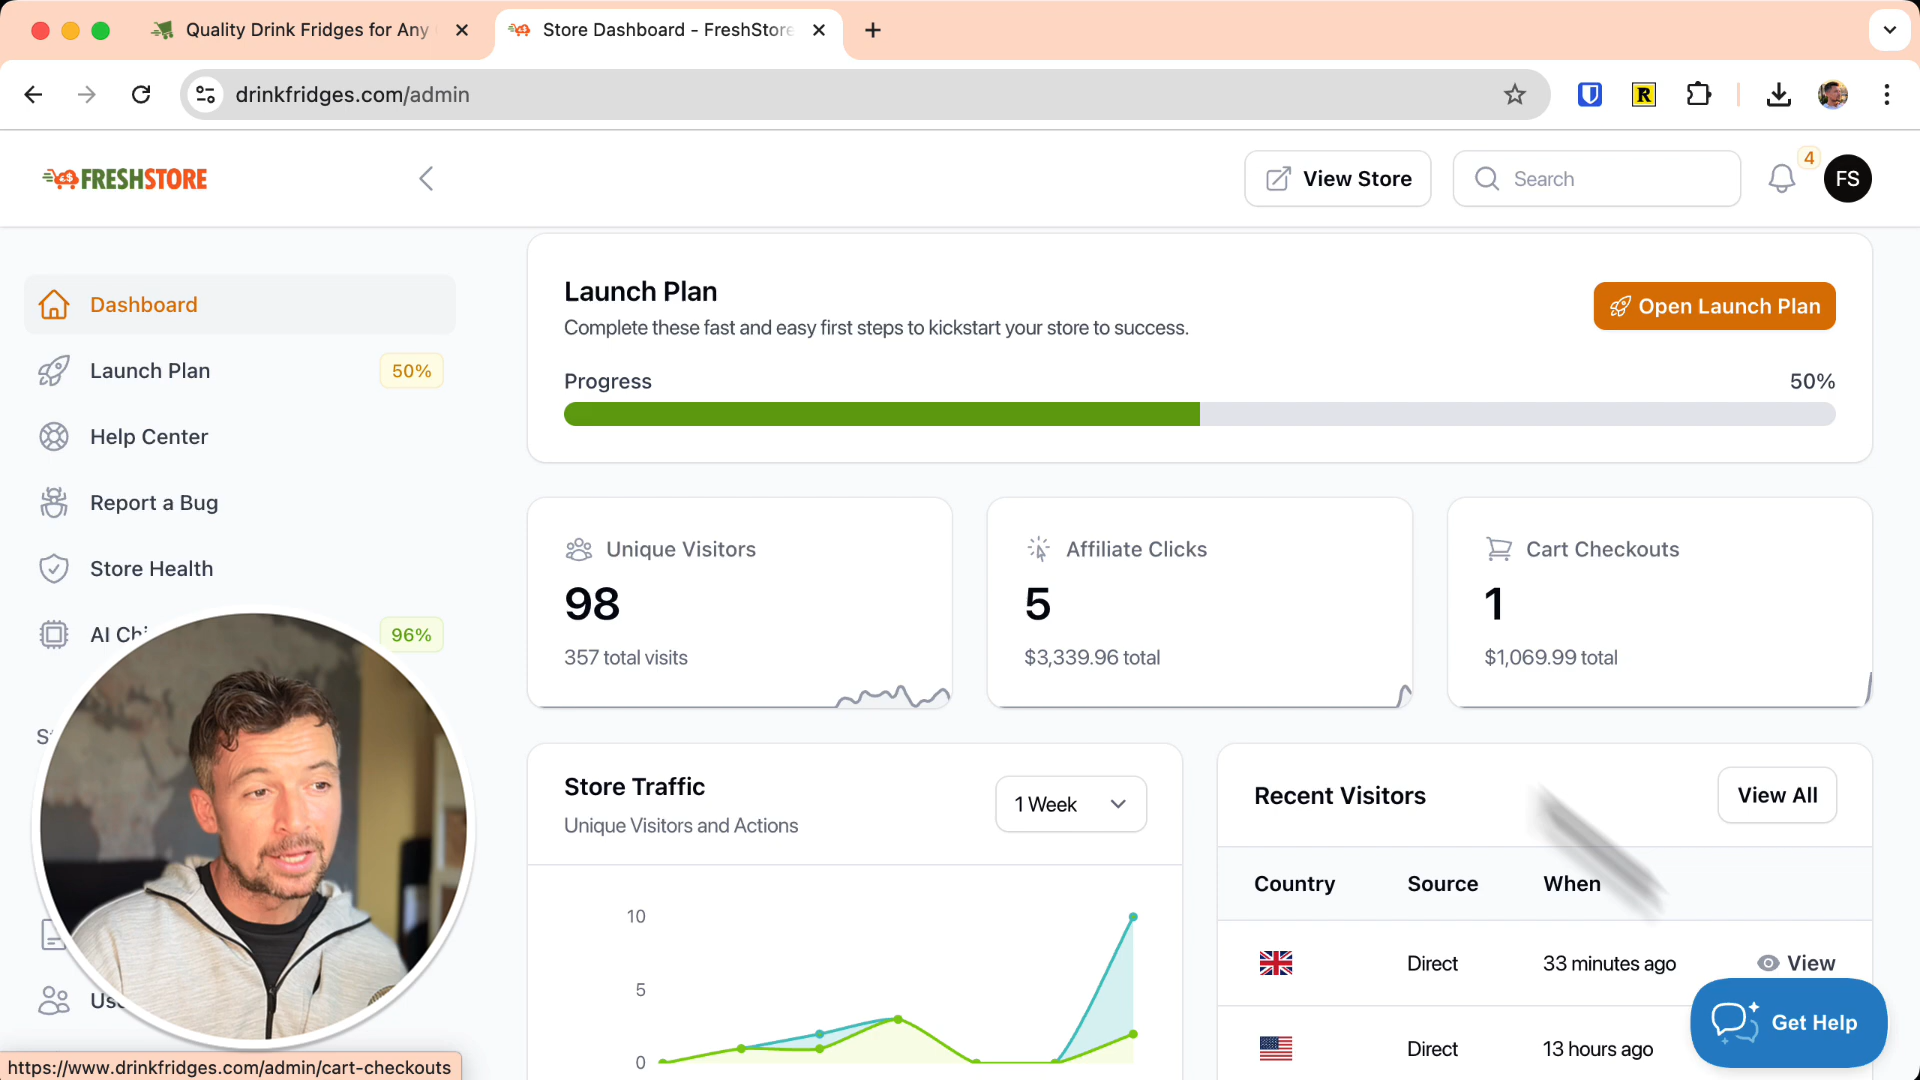 Quality Drink Fridges for Any
Store Dashboard - FreshStore
drinkfridges.com/admin
R
FRESHSTORE
View Store
Search
4
FS
Dashboard
Launch Plan
50%
Help Center
Report a Bug
Store Health
AI Chi
96%
Launch Plan
Complete these fast and easy first steps to kickstart your store to success.
Open Launch Plan
Progress
50%
Unique Visitors
98
357 total visits
Affiliate Clicks
5
$3,339.96 total
Cart Checkouts
1
$1,069.99 total
Store Traffic
Unique Visitors and Actions
1 Week
10
5
0
Recent Visitors
View All
Country Source When
Direct 33 minutes ago View
Direct 13 hours ago
Get Help
https://www.drinkfridges.com/admin/cart-checkouts